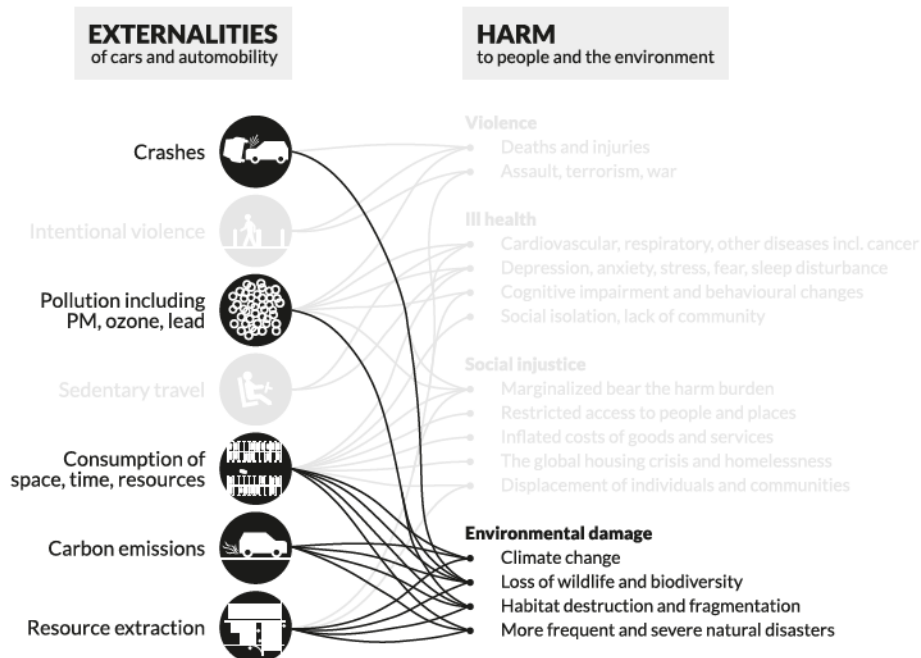 EXTERNALITIES
of cars and automobility
HARM
to people and the environment
Crashes
Intentional violence
Pollution including
PM, ozone, lead
Sedentary travel
Consumption of
space, time, resources
Carbon emissions
Resource extraction
Violence
Deaths and injuries
Assault, terrorism, war
Ill health
Cardiovascular, respiratory, other diseases incl. cancer
Depression, anxiety, stress, fear, sleep disturbance
Cognitive impairment and behavioural changes
Social isolation, lack of community
Social injustice
Marginalized bear the harm burden
Restricted access to people and places
Inflated costs of goods and services
The global housing crisis and homelessness
Displacement of individuals and communities
Environmental damage
Climate change
Loss of wildlife and biodiversity
Habitat destruction and fragmentation
More frequent and severe natural disasters